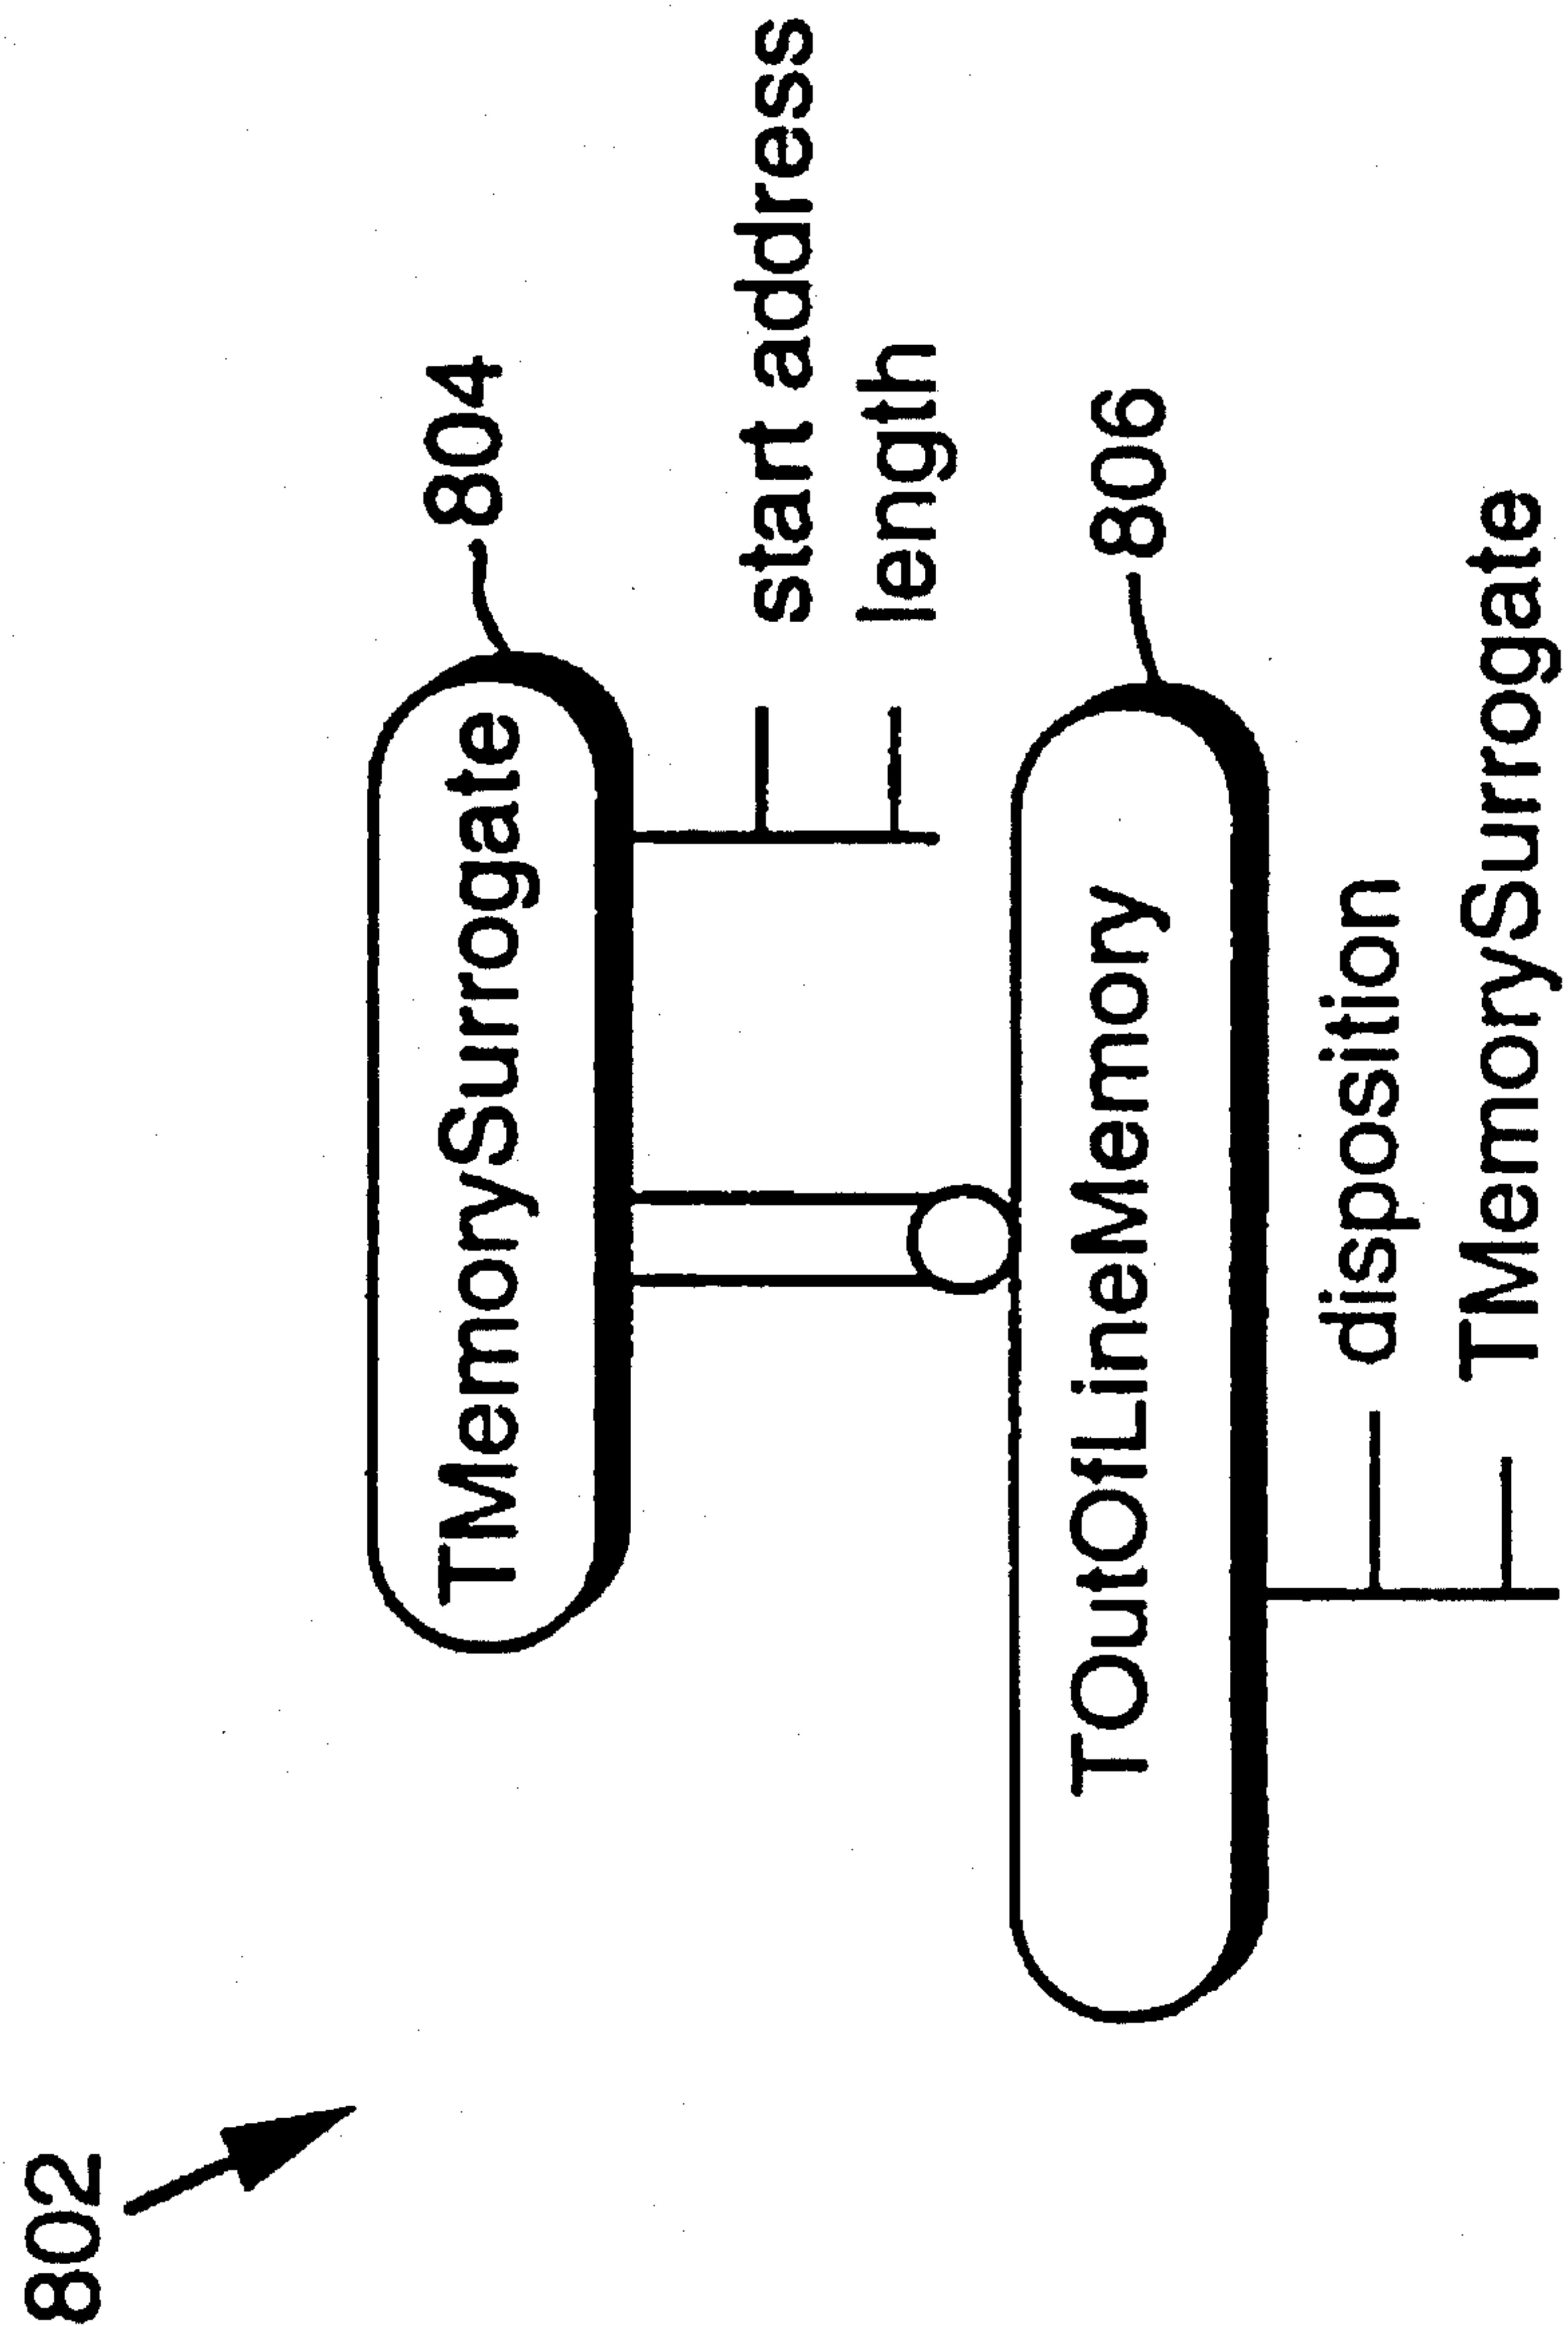 802
TMemorySurrogate
804
start address
length
TOutOfLineMemory
806
disposition
TMemorySurrogate